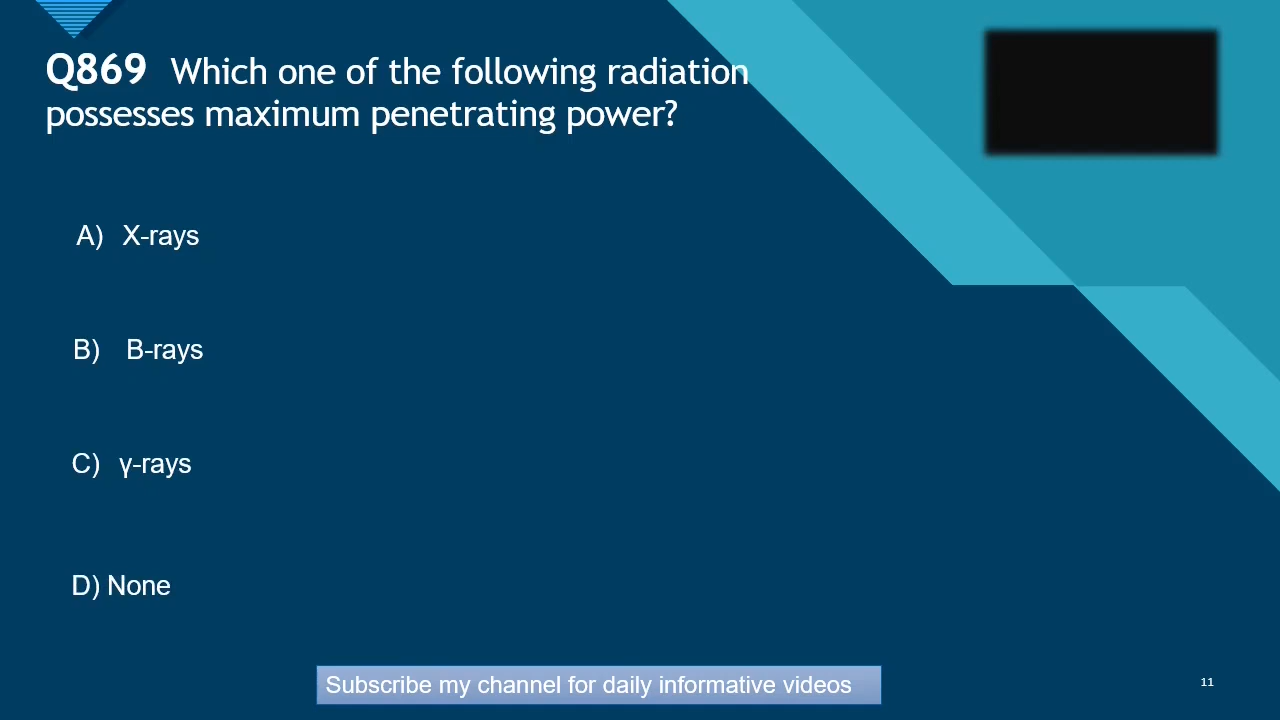 Q869 Which one of the following radiation
possesses maximum penetrating power?
A) X-rays
B) B-rays
C) γ-rays
D) None
Subscribe my channel for daily informative videos
11